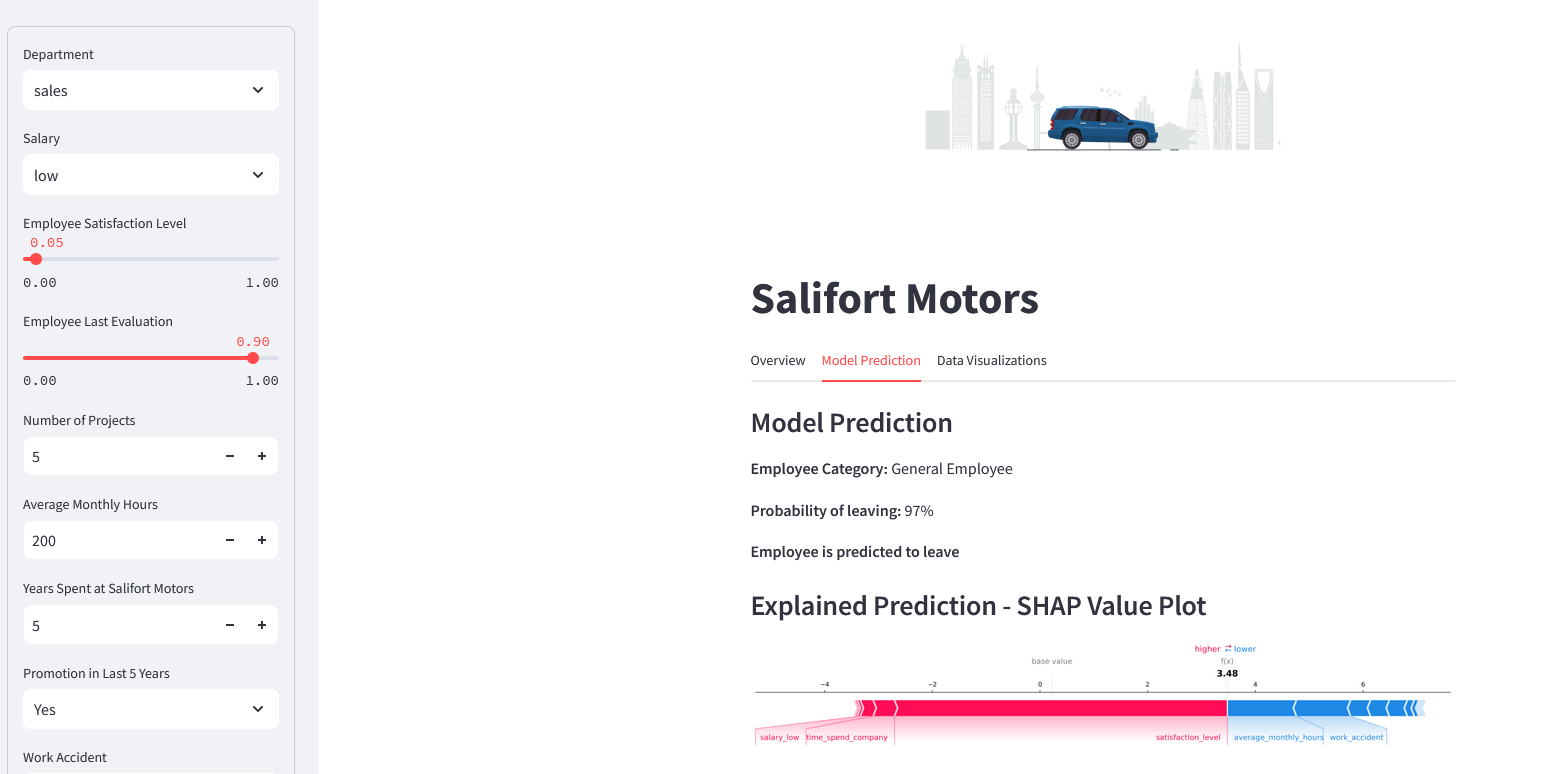 Department
sales
Salary
low
Employee Satisfaction Level
0.05
0.00 1.00
Employee Last Evaluation
0.90
0.00 1.00
Number of Projects
5
Average Monthly Hours
200
Years Spent at Salifort Motors
5
Promotion in Last 5 Years
Yes
Work Accident
Salifort Motors
Overview Model Prediction Data Visualizations
Model Prediction
Employee Category: General Employee
Probability of leaving: 97%
Employee is predicted to leave
Explained Prediction - SHAP Value Plot
higher ⇄ lower
base value f(x)
3.48
−4 −2 0 2 4 6
salary_low time_spend_company satisfaction_level average_monthly_hours work_accident